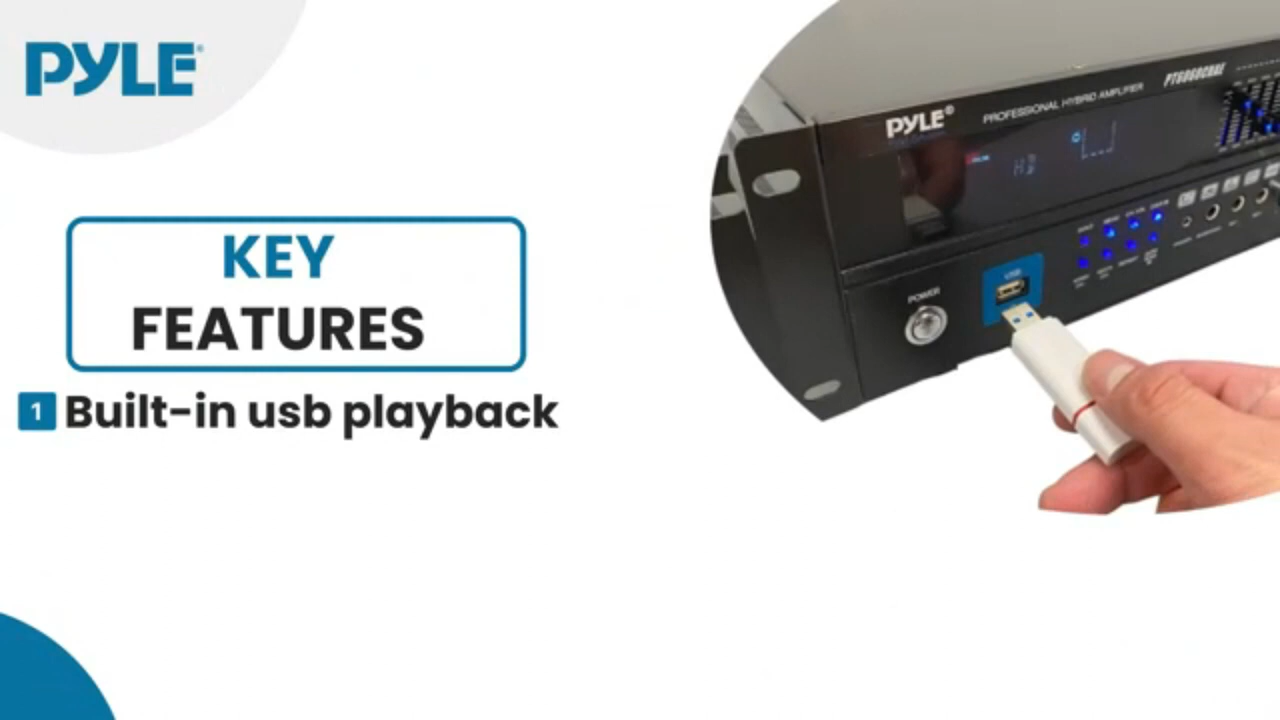 PYLE
KEY
FEATURES
1 Built-in usb playback
PYLE®
PROFESSIONAL HYBRID AMPLIFIER
USB
POWER